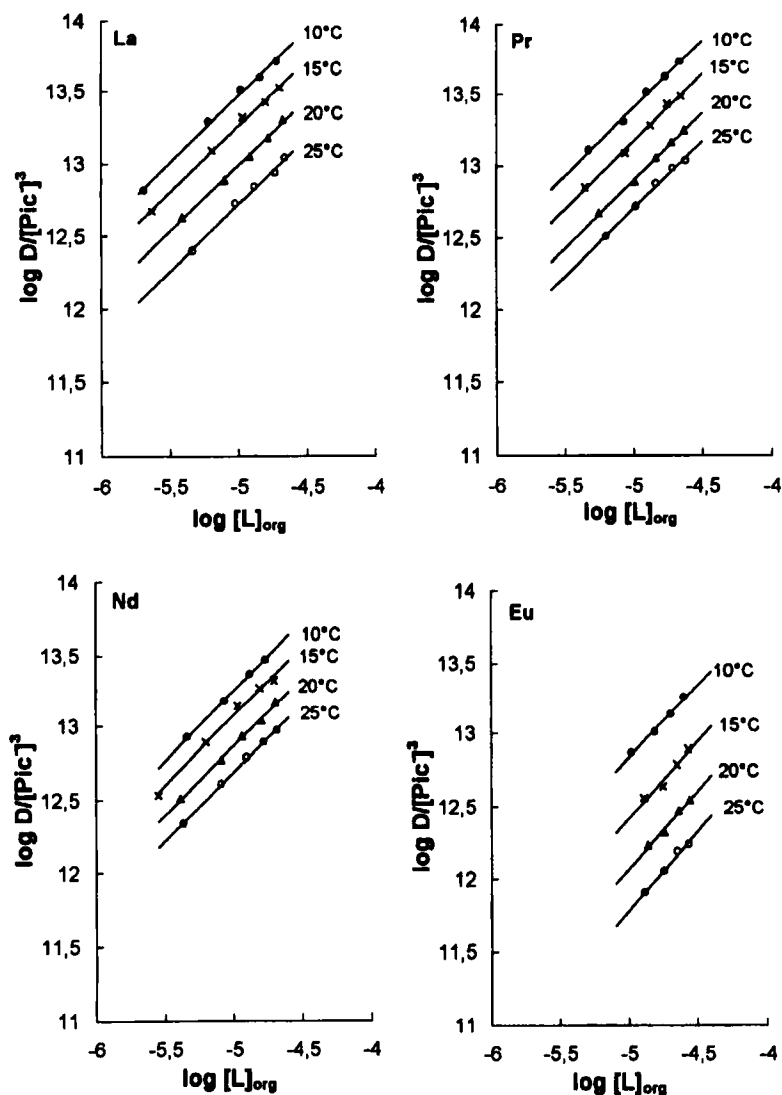 La
10°C
15°C
20°C
25°C
14
13,5
13
12,5
12
11,5
11
log D/[Pic]³
-6 -5,5 -5 -4,5 -4
log [L]org
Pr
10°C
15°C
20°C
25°C
14
13,5
13
12,5
12
11,5
11
log D/[Pic]³
-6 -5,5 -5 -4,5 -4
log [L]org
Nd
10°C
15°C
20°C
25°C
14
13,5
13
12,5
12
11,5
11
log D/[Pic]³
-6 -5,5 -5 -4,5 -4
log [L]org
Eu
10°C
15°C
20°C
25°C
14
13,5
13
12,5
12
11,5
11
log D/[Pic]³
-6 -5,5 -5 -4,5 -4
log [L]org